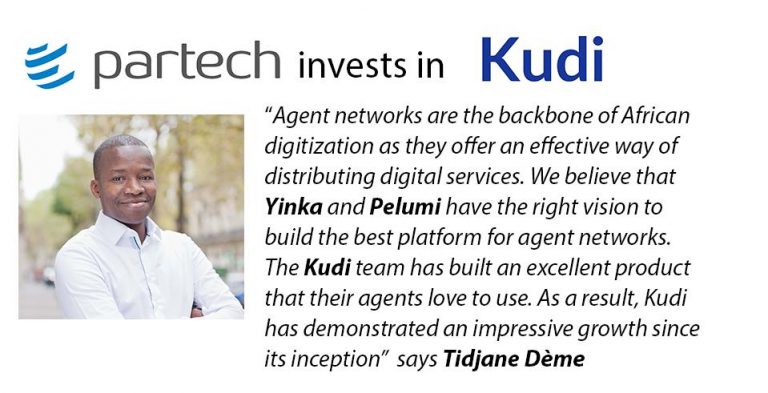 partech invests in Kudi
“Agent networks are the backbone of African
digitization as they offer an effective way of
distributing digital services. We believe that
Yinka and Pelumi have the right vision to
build the best platform for agent networks.
The Kudi team has built an excellent product
that their agents love to use. As a result, Kudi
has demonstrated an impressive growth since
its inception” says Tidjane Dème